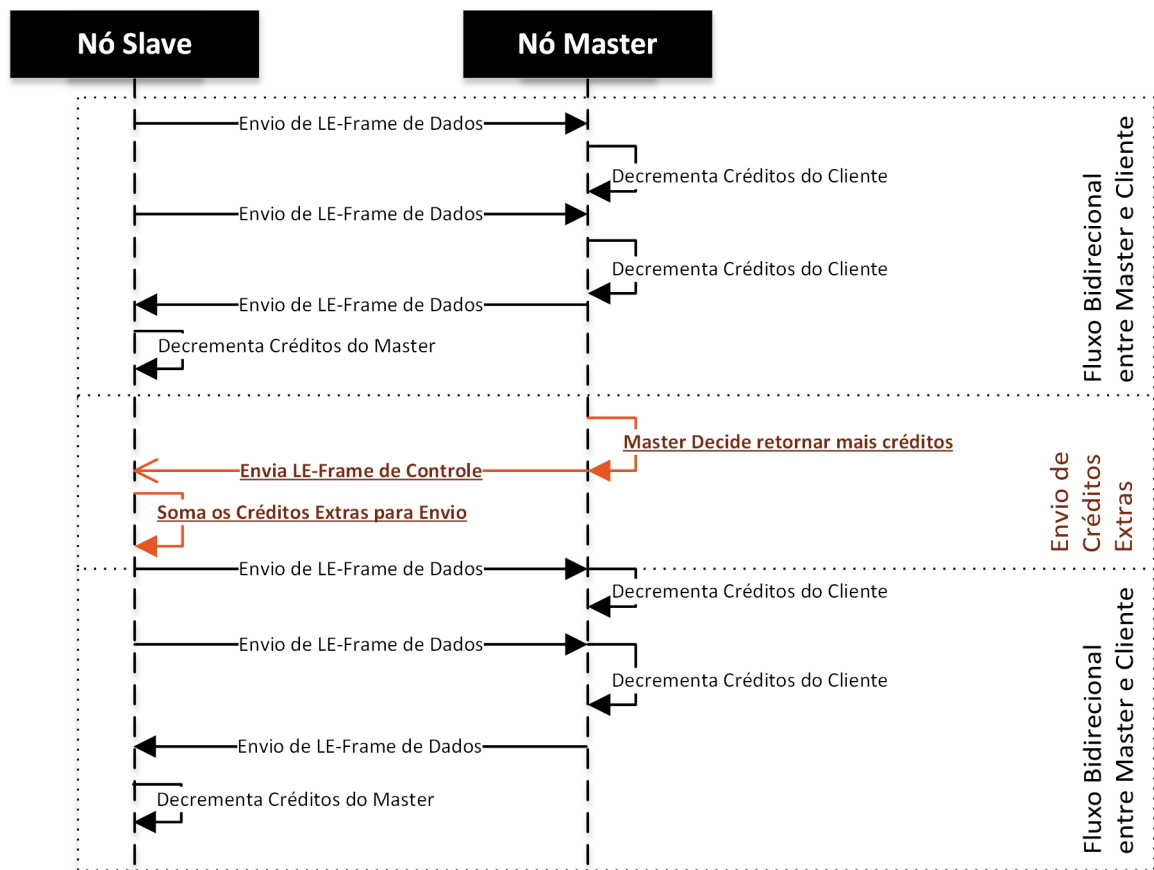 Nó Slave
Nó Master
Envio de LE-Frame de Dados
Decrementa Créditos do Cliente
Envio de LE-Frame de Dados
Decrementa Créditos do Cliente
Envio de LE-Frame de Dados
Decrementa Créditos do Master
Fluxo Bidirecional
entre Master e Cliente
Master Decide retornar mais créditos
Envia LE-Frame de Controle
Soma os Créditos Extras para Envio
Envio de
Créditos
Extras
Envio de LE-Frame de Dados
Decrementa Créditos do Cliente
Envio de LE-Frame de Dados
Decrementa Créditos do Cliente
Envio de LE-Frame de Dados
Decrementa Créditos do Master
Fluxo Bidirecional
entre Master e Cliente